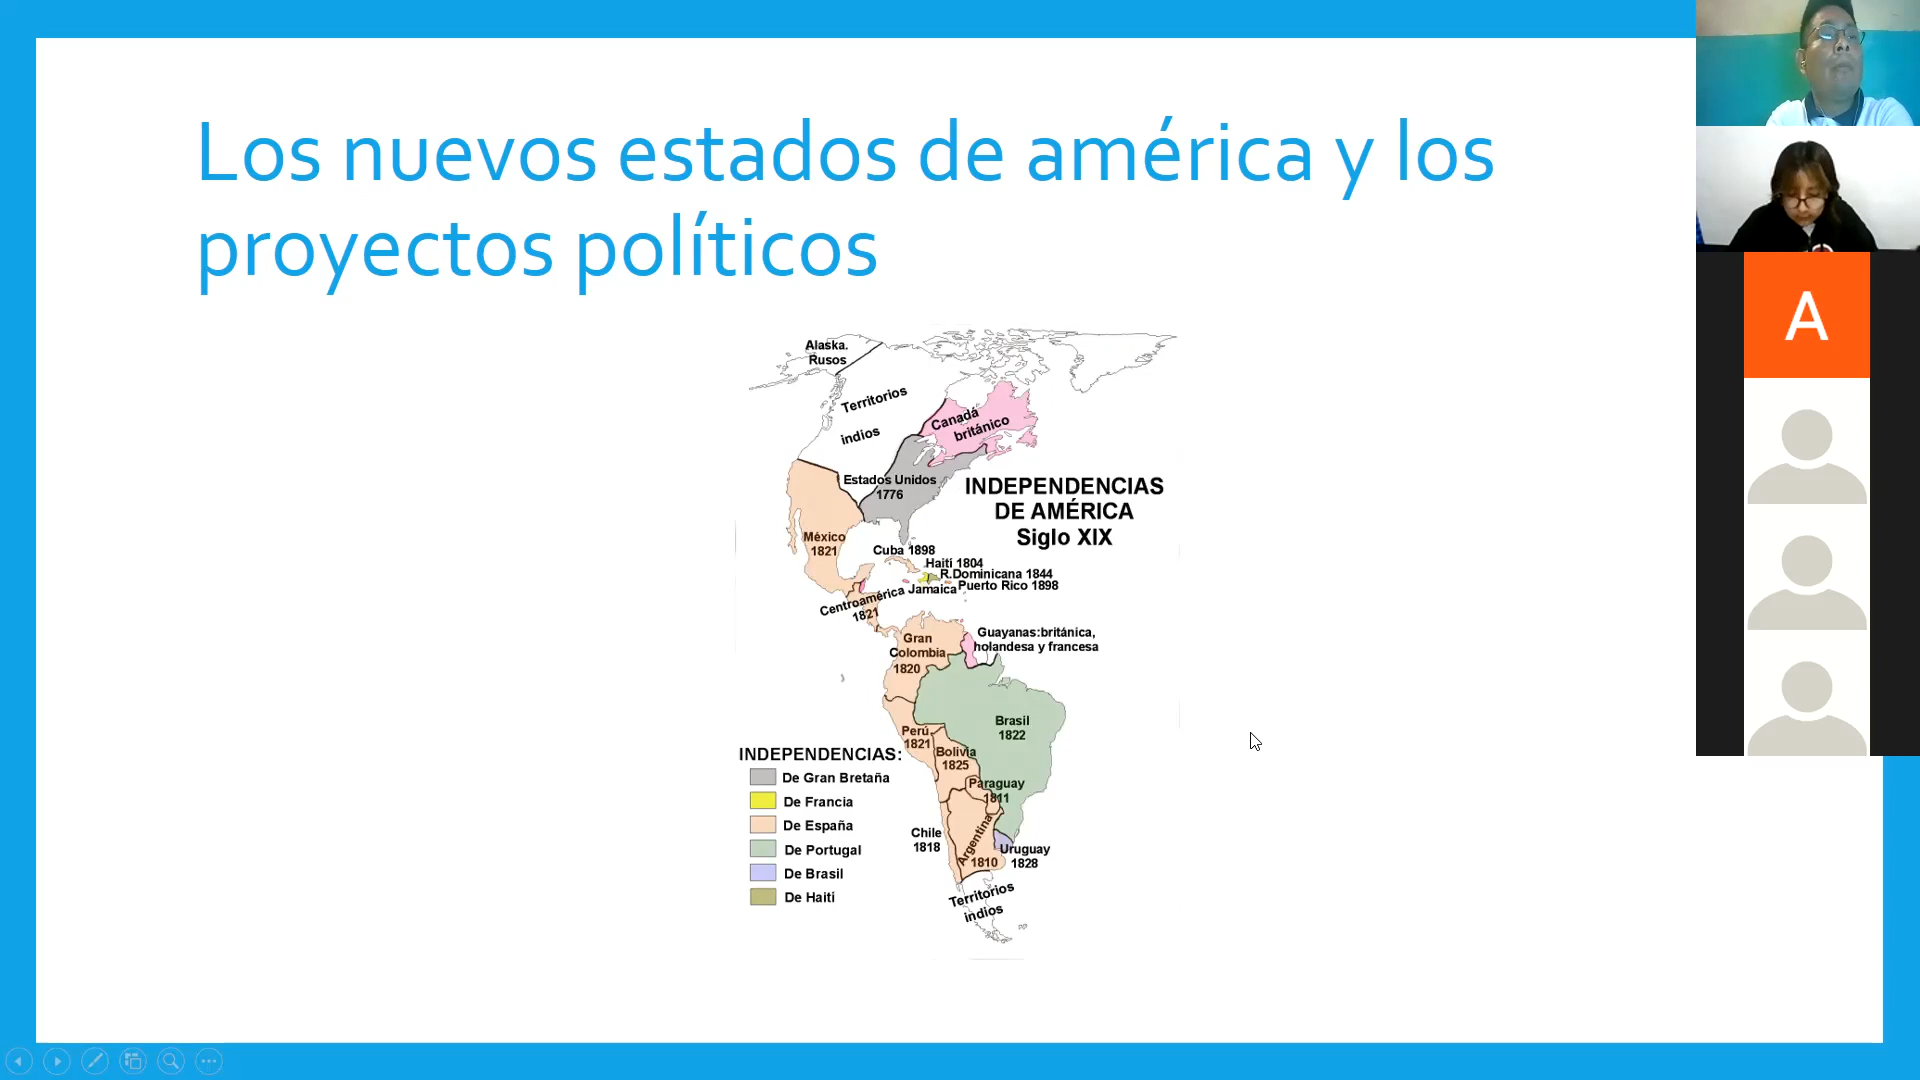 Los nuevos estados de américa y los
proyectos políticos
A
Alaska.
Rusos
Territorios
indios
Canadá
británico
Estados Unidos
1776
INDEPENDENCIAS
DE AMÉRICA
Siglo XIX
México
1821
Cuba 1898
Haití 1804
R.Dominicana 1844
Jamaica
Puerto Rico 1898
Centroamérica
1821
Gran
Colombia
1820
Guayanas:británica,
holandesa y francesa
Brasil
1822
Perú
1821
Bolivia
1825
Paraguay
1811
Chile
1818
Argentina
1810
Uruguay
1828
Territorios
indios
INDEPENDENCIAS:
De Gran Bretaña
De Francia
De España
De Portugal
De Brasil
De Haití